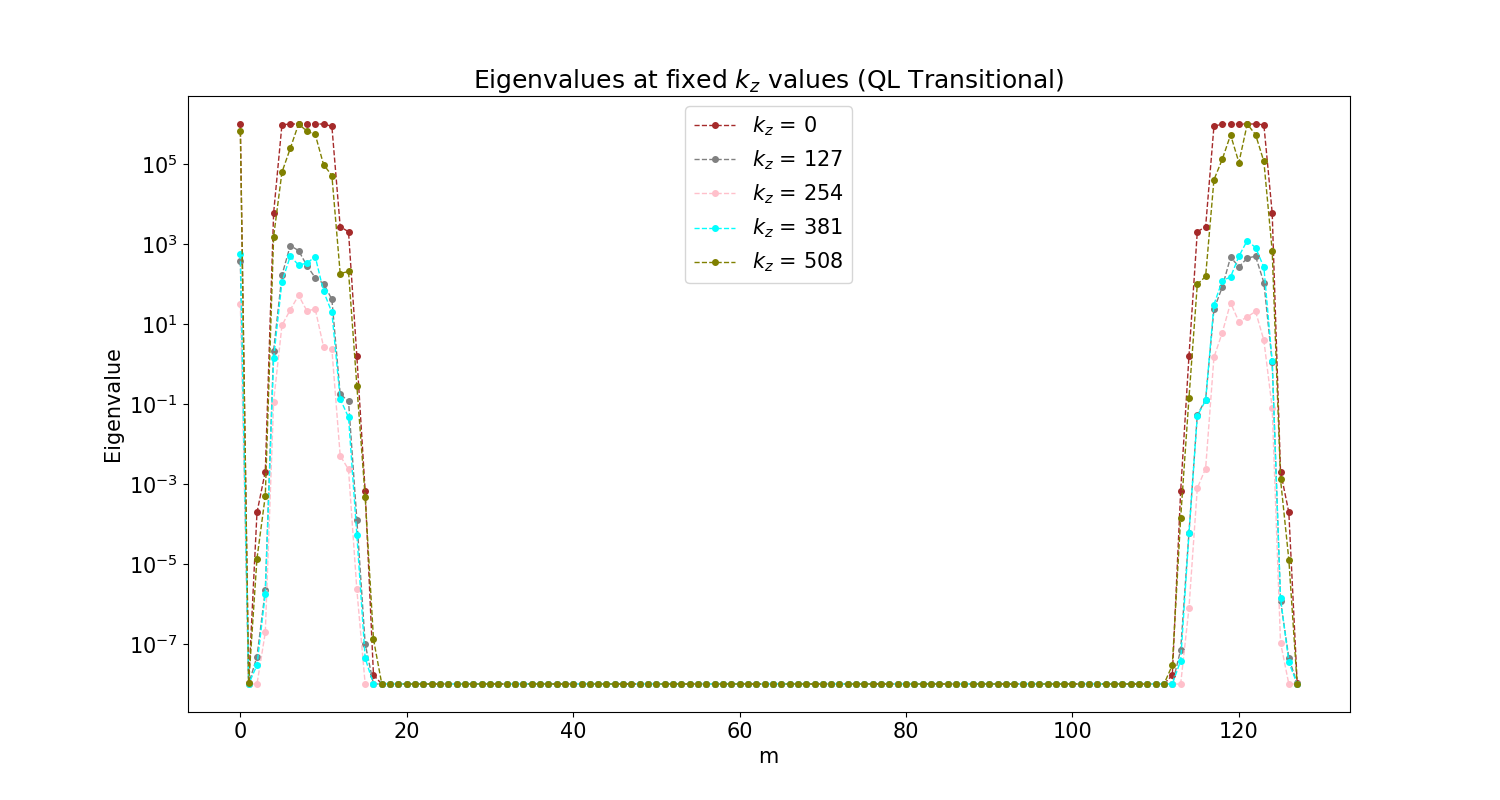 Eigenvalues at fixed $k_z$ values (QL Transitional)
$k_z$ = 0
$k_z$ = 127
$k_z$ = 254
$k_z$ = 381
$k_z$ = 508
Eigenvalue
$10^5$
$10^3$
$10^1$
$10^{-1}$
$10^{-3}$
$10^{-5}$
$10^{-7}$
0 20 40 60 80 100 120
m